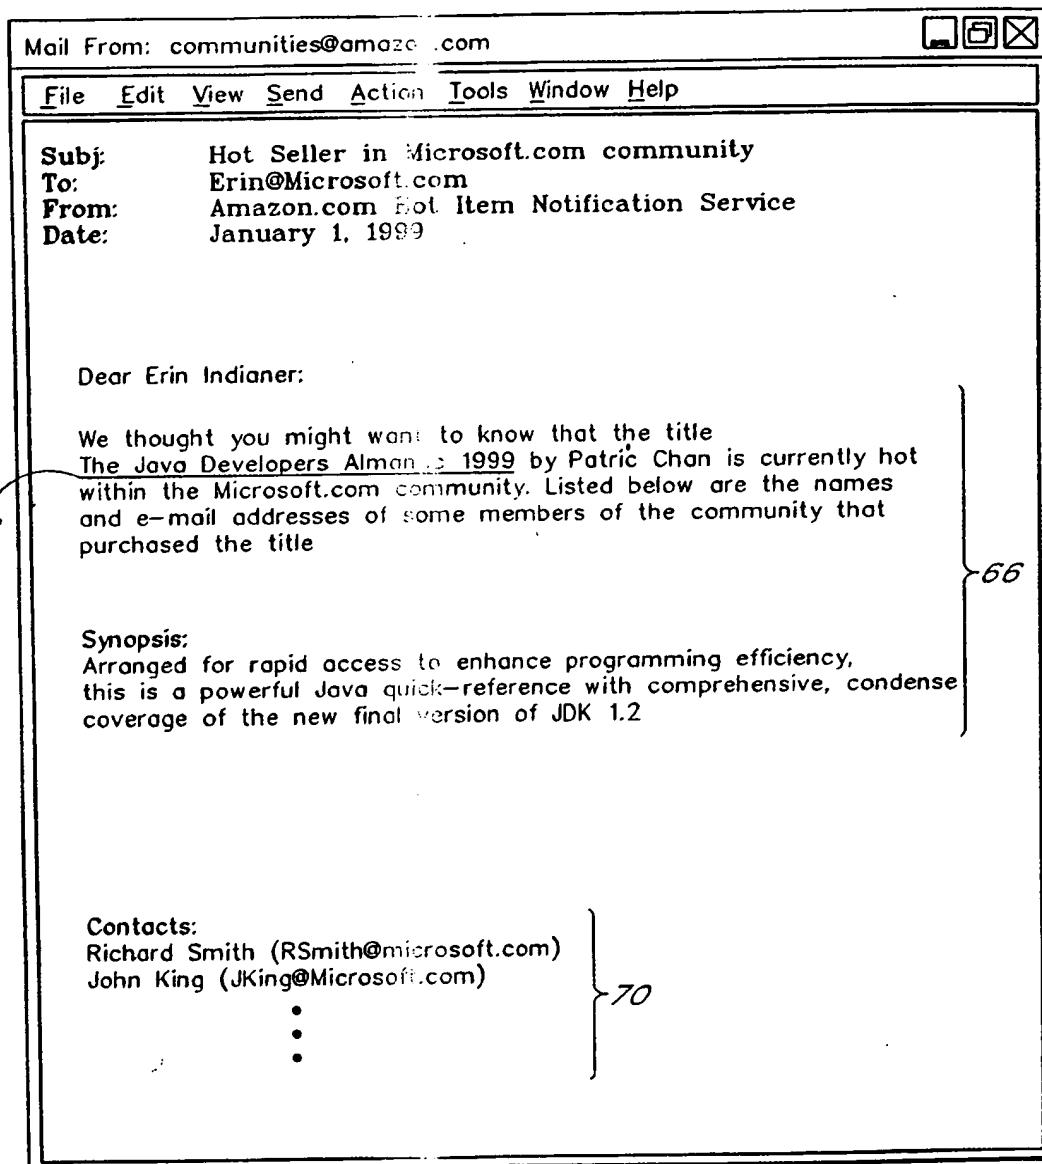 Mail From: communities@amazo .com
File Edit View Send Action Tools Window Help
Subj: Hot Seller in Microsoft.com community
To: Erin@Microsoft.com
From: Amazon.com Hot Item Notification Service
Date: January 1, 1999
Dear Erin Indianer:
We thought you might want to know that the title
The Java Developers Alman c 1999 by Patric Chan is currently hot
within the Microsoft.com community. Listed below are the names
and e-mail addresses of some members of the community that
purchased the title
66
Synopsis:
Arranged for rapid access to enhance programming efficiency,
this is a powerful Java quick-reference with comprehensive, condense
coverage of the new final version of JDK 1.2
Contacts:
Richard Smith (RSmith@microsoft.com)
John King (JKing@Microsoft.com)
70